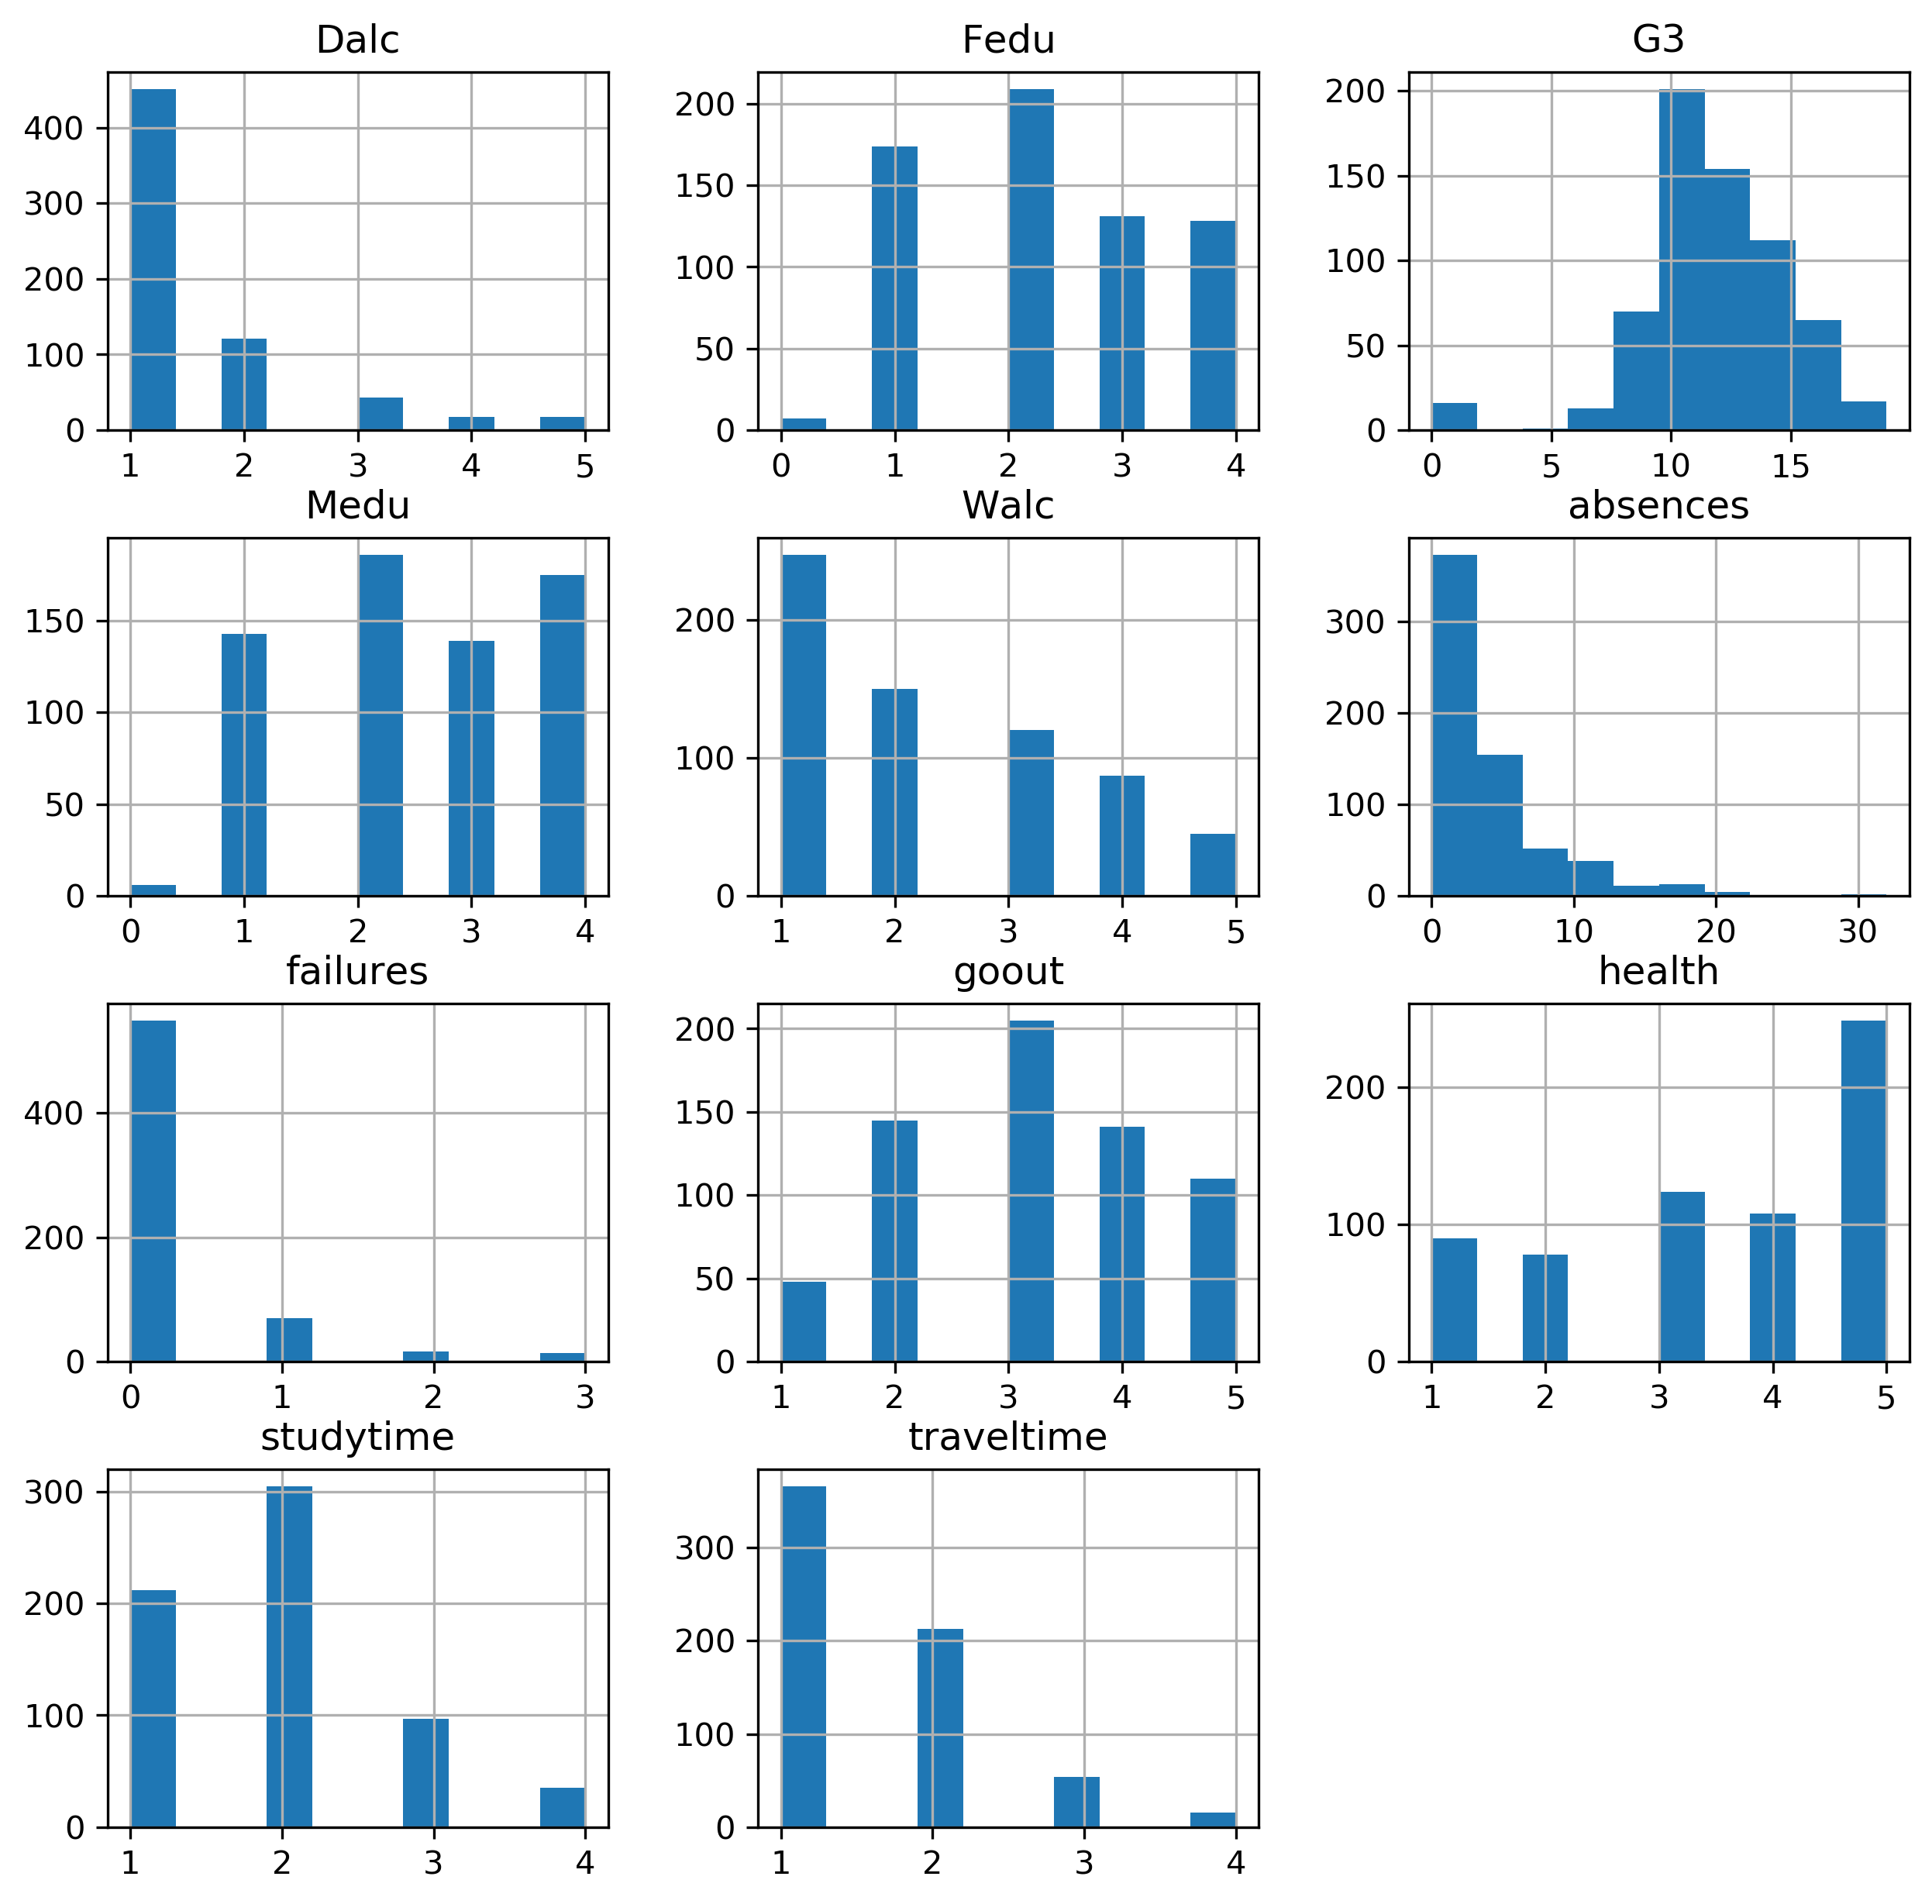 Dalc Fedu G3
400 200 200
300 150 150
200 100 100
100 50 50
0 0 0
1 2 3 4 5 0 1 2 3 4 0 5 10 15
Medu Walc absences
150 200 300
100 100 200
50 0 100
0 0
0 1 2 3 4 1 2 3 4 5 0 10 20 30
failures goout health
400 200 200
200 150 100
0 100 0
50
0
0 1 2 3 1 2 3 4 5 1 2 3 4 5
studytime traveltime
300 300
200 200
100 100
0 0
1 2 3 4 1 2 3 4